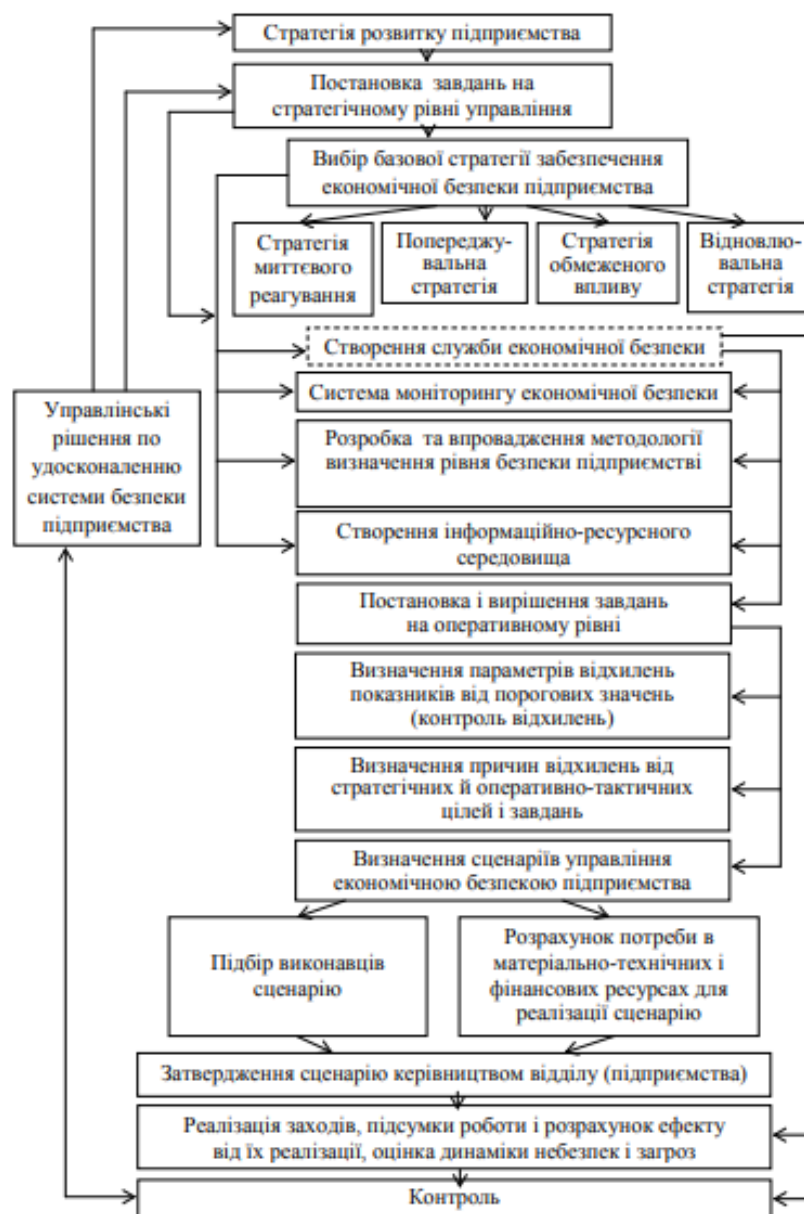 Стратегія розвитку підприємства
Постановка завдань на
стратегічному рівні управління
Вибір базової стратегії забезпечення
економічної безпеки підприємства
Стратегія
миттєвого
реагування
Попереджу-
вальна
стратегія
Стратегія
обмеженого
впливу
Відновлю-
вальна
стратегія
Створення служби економічної безпеки
Система моніторингу економічної безпеки
Управлінські
рішення по
удосконаленню
системи безпеки
підприємства
Розробка та впровадження методології
визначення рівня безпеки підприємстві
Створення інформаційно-ресурсного
середовища
Постановка і вирішення завдань
на оперативному рівні
Визначення параметрів відхилень
показників від порогових значень
(контроль відхилень)
Визначення причин відхилень від
стратегічних й оперативно-тактичних
цілей і завдань
Визначення сценаріїв управління
економічною безпекою підприємства
Підбір виконавців
сценарію
Розрахунок потреби в
матеріально-технічних і
фінансових ресурсах для
реалізації сценарію
Затвердження сценарію керівництвом відділу (підприємства)
Реалізація заходів, підсумки роботи і розрахунок ефекту
від їх реалізації, оцінка динаміки небезпек і загроз
Контроль